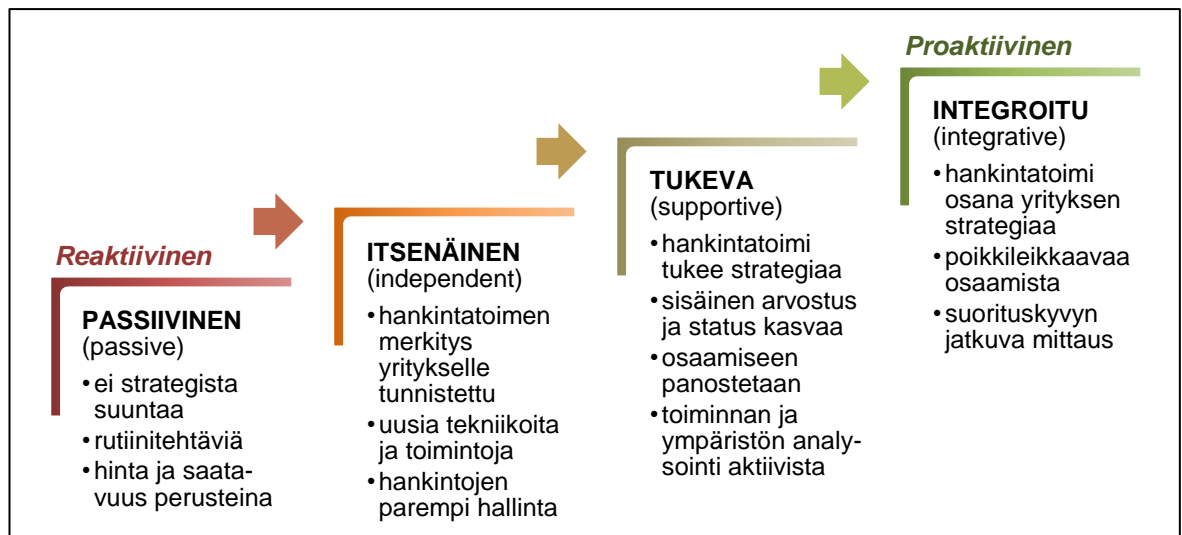 Reaktiivinen
PASSIIVINEN
(passive)
• ei strategista
suuntaa
• rutiinitehtäviä
• hinta ja saata-
vuus perusteina
ITSENÄINEN
(independent)
• hankintatoimen
merkitys
yritykselle
tunnistettu
• uusia tekniikoita
ja toimintoja
• hankintojen
parempi hallinta
TUKEVA
(supportive)
• hankintatoimi
tukee strategiaa
• sisäinen arvostus
ja status kasvaa
• osaamiseen
panostetaan
• toiminnan ja
ympäristön analy-
sointi aktiivista
Proaktiivinen
INTEGROITU
(integrative)
• hankintatoimi
osana yrityksen
strategiaa
• poikkileikkaavaa
osaamista
• suorituskyvyn
jatkuva mittaus